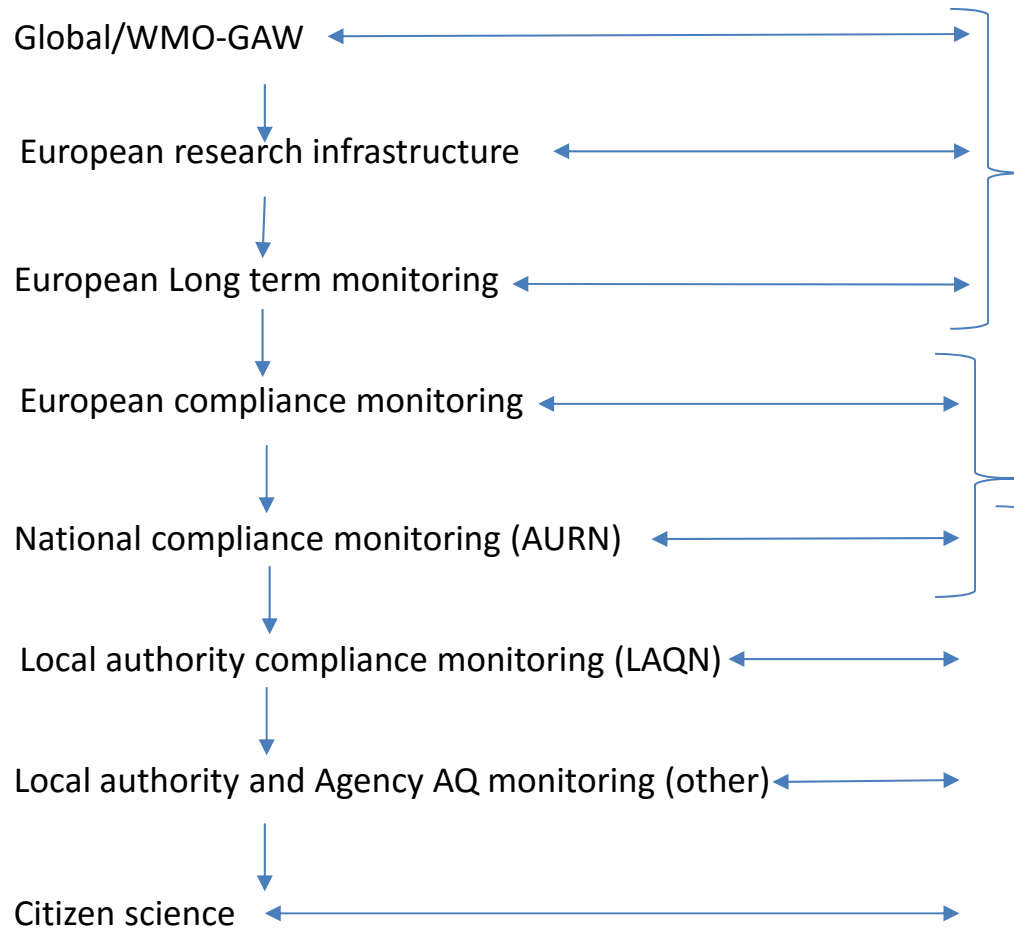 Global/WMO-GAW
European research infrastructure
European Long term monitoring
European compliance monitoring
National compliance monitoring (AURN)
Local authority compliance monitoring (LAQN)
Local authority and Agency AQ monitoring (other)
Citizen science